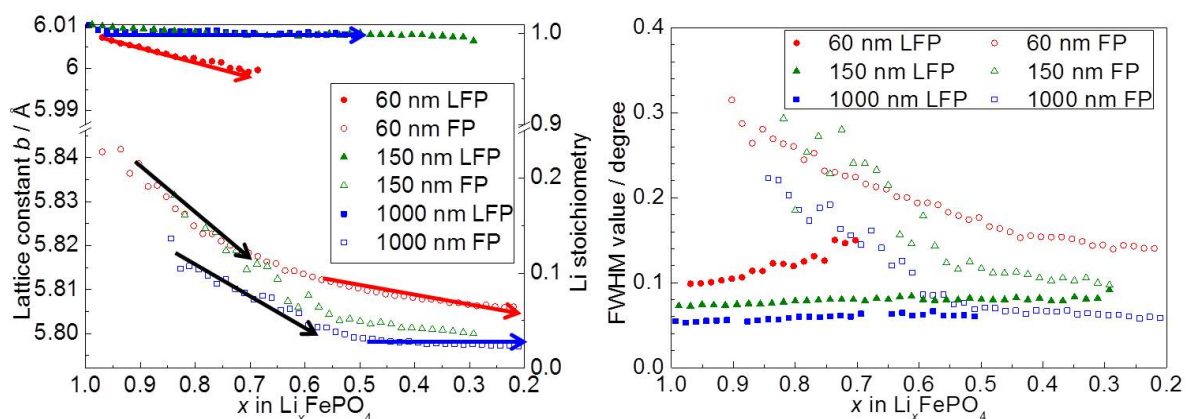 6.01
6
5.99
5.84
5.83
5.82
5.81
5.80
Lattice constant b / Å
1.0
0.9
0.2
0.1
0.0
Li stoichiometry
60 nm LFP
60 nm FP
150 nm LFP
150 nm FP
1000 nm LFP
1000 nm FP
1.0 0.9 0.8 0.7 0.6 0.5 0.4 0.3 0.2
x in LixFePO4
0.4
0.3
0.2
0.1
0.0
FWHM value / degree
60 nm LFP 60 nm FP
150 nm LFP 150 nm FP
1000 nm LFP 1000 nm FP
1.0 0.9 0.8 0.7 0.6 0.5 0.4 0.3 0.2
x in LixFePO4